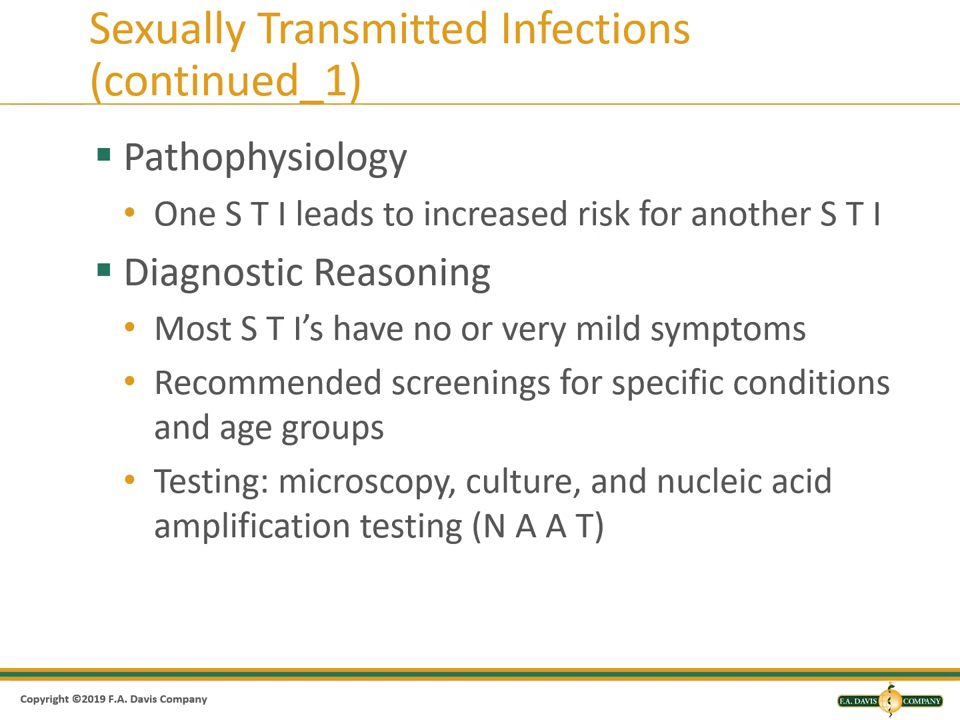 Sexually Transmitted Infections
(continued_1)
Pathophysiology
One S T I leads to increased risk for another S T I
Diagnostic Reasoning
Most S T I’s have no or very mild symptoms
Recommended screenings for specific conditions
and age groups
Testing: microscopy, culture, and nucleic acid
amplification testing (N A A T)
Copyright ©2019 F.A. Davis Company
F.A. DAVIS COMPANY